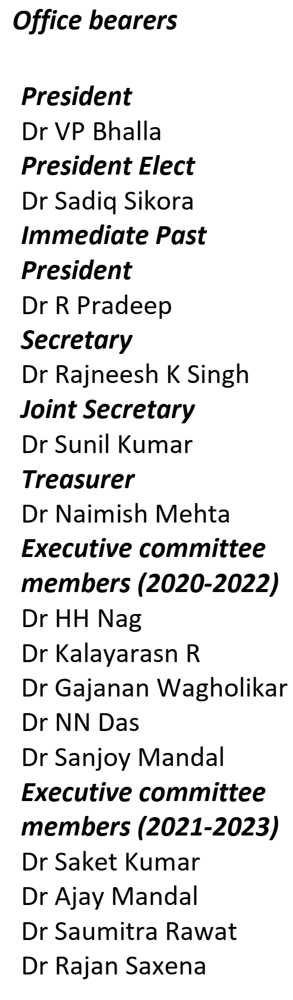 Office bearers
President
Dr VP Bhalla
President Elect
Dr Sadiq Sikora
Immediate Past
President
Dr R Pradeep
Secretary
Dr Rajneesh K Singh
Joint Secretary
Dr Sunil Kumar
Treasurer
Dr Naimish Mehta
Executive committee
members (2020-2022)
Dr HH Nag
Dr Kalayarasn R
Dr Gajanan Wagholikar
Dr NN Das
Dr Sanjoy Mandal
Executive committee
members (2021-2023)
Dr Saket Kumar
Dr Ajay Mandal
Dr Saumitra Rawat
Dr Rajan Saxena